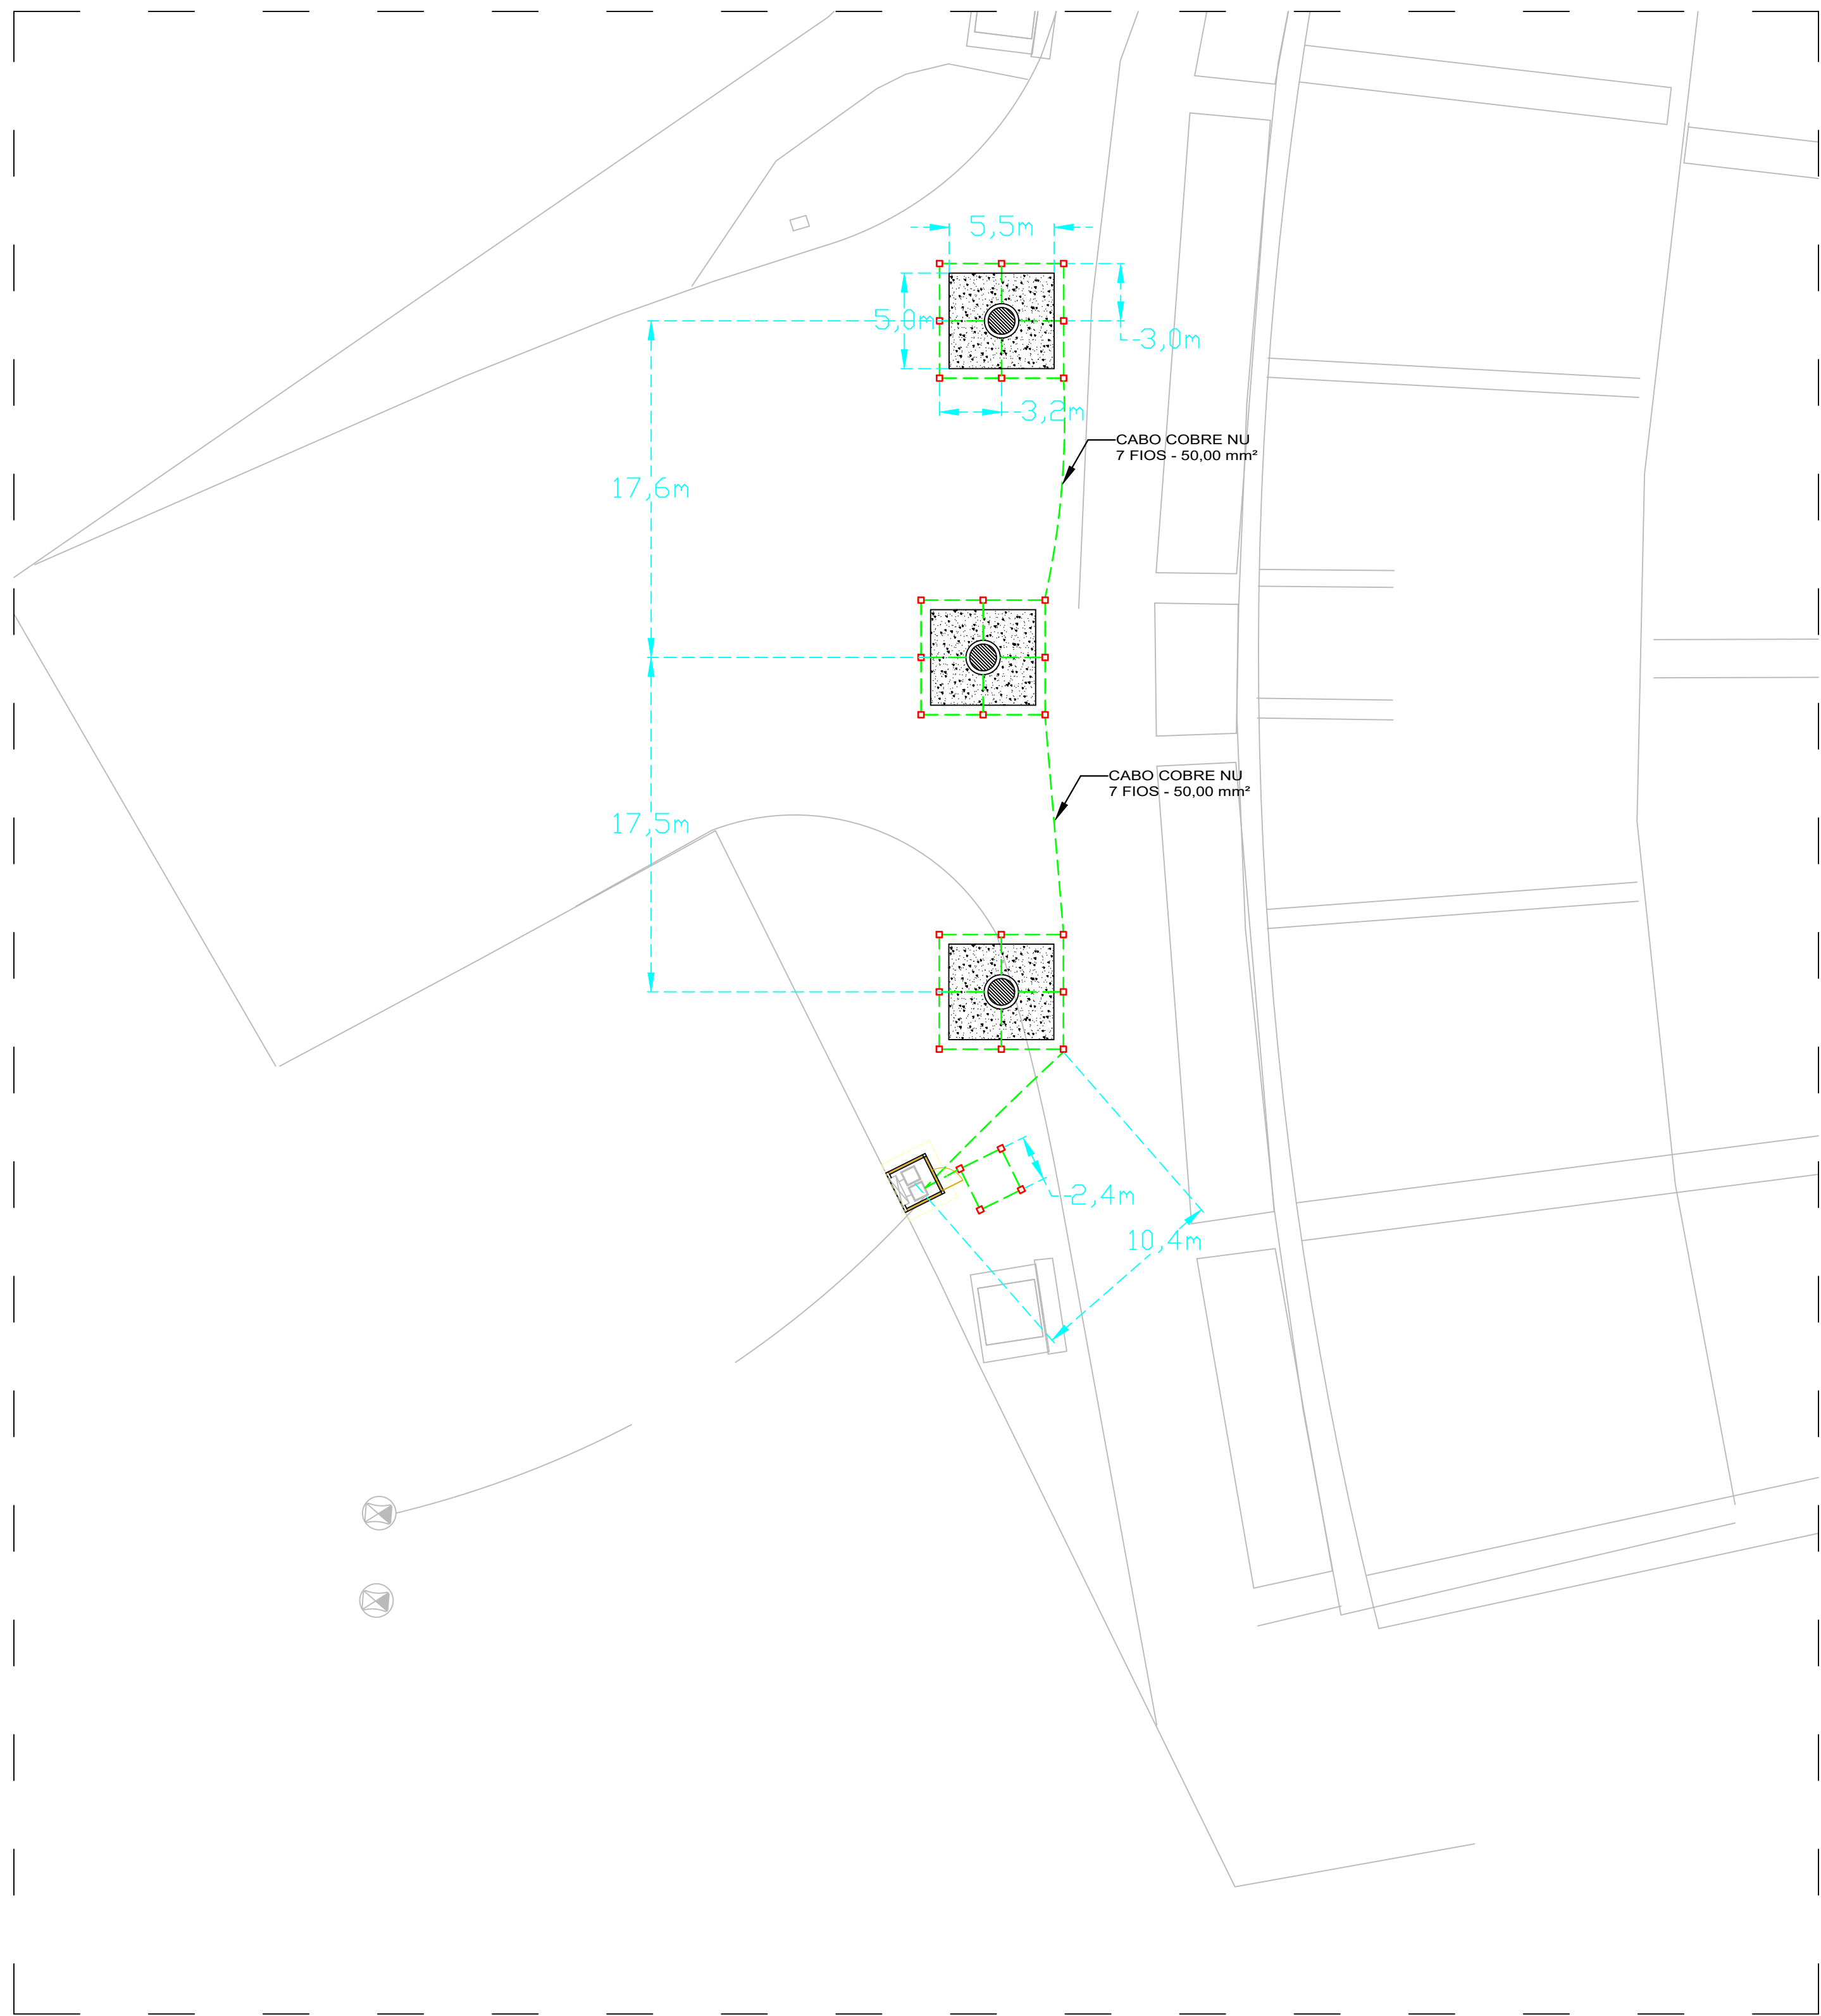 5,5m
5,0m
3,0m
3,2m
CABO COBRE NU
7 FIOS - 50,00 mm²
17,6m
CABO COBRE NU
7 FIOS - 50,00 mm²
17,5m
2,4m
10,4m